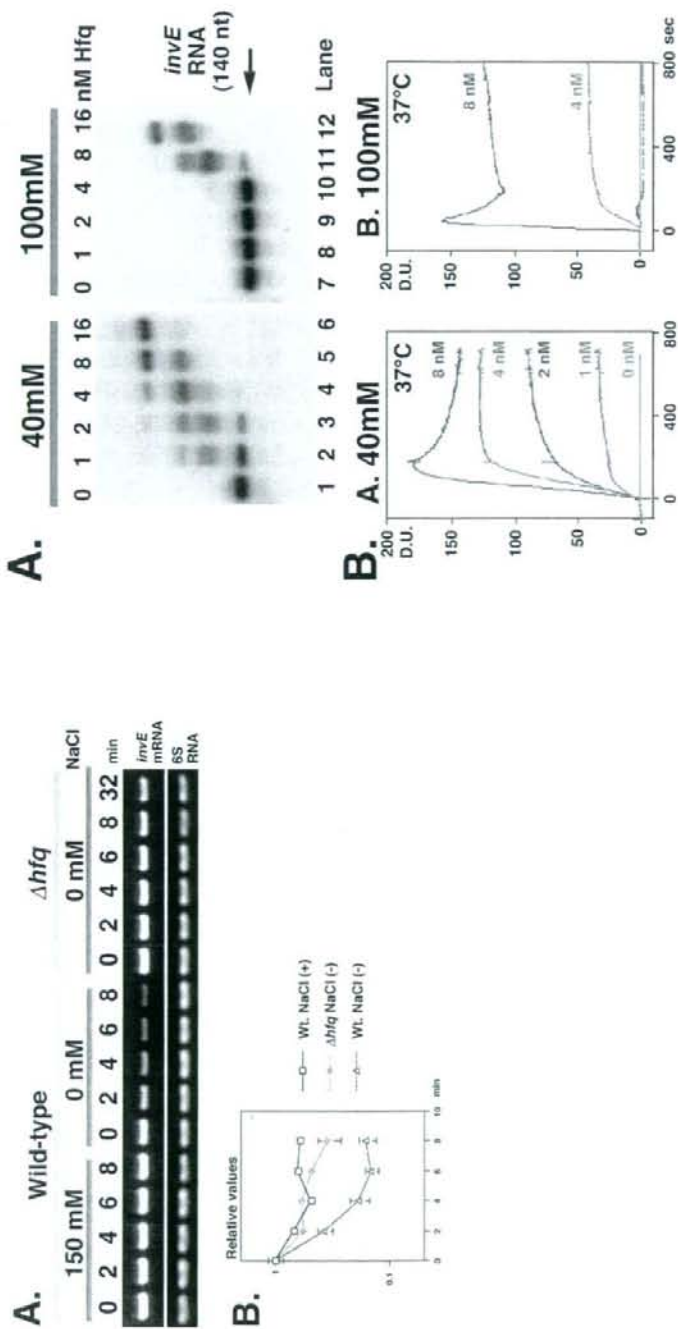 A.
Wild-type
Δhfq
150 mM
0 mM
0 mM
NaCl
0 2 4 6 8 0 2 4 6 8 0 2 4 6 8 32 min
invE
mRNA
6S
RNA
B.
Relative values
1
0.1
0 2 4 6 8 10
min
Wt. NaCl (+)
Δhfq NaCl (-)
Wt. NaCl (-)
A.
40mM
100mM
0 1 2 4 8 16 0 1 2 4 8 16 nM Hfq
invE
RNA
(140 nt)
1 2 3 4 5 6 7 8 9 10 11 12 Lane
B.
A. 40mM
200
D.U.
150
100
50
0
37°C
8 nM
4 nM
2 nM
1 nM
0 nM
0 400 800
B. 100mM
200
D.U.
150
100
50
0
37°C
8 nM
4 nM
0 400 800 sec